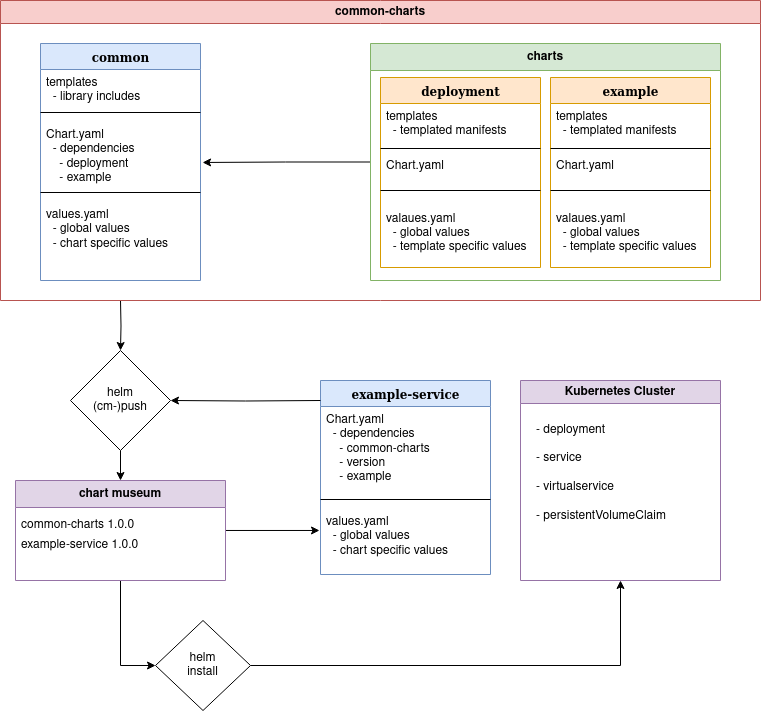 common-charts
common
templates
- library includes
Chart.yaml
- dependencies
- deployment
- example
values.yaml
- global values
- chart specific values
charts
deployment
templates
- templated manifests
Chart.yaml
valaues.yaml
- global values
- template specific values
example
templates
- templated manifests
Chart.yaml
valaues.yaml
- global values
- template specific values
helm
(cm-)push
example-service
Chart.yaml
- dependencies
- common-charts
- version
- example
values.yaml
- global values
- chart specific values
Kubernetes Cluster
- deployment
- service
- virtualservice
- persistentVolumeClaim
chart museum
common-charts 1.0.0
example-service 1.0.0
helm
install